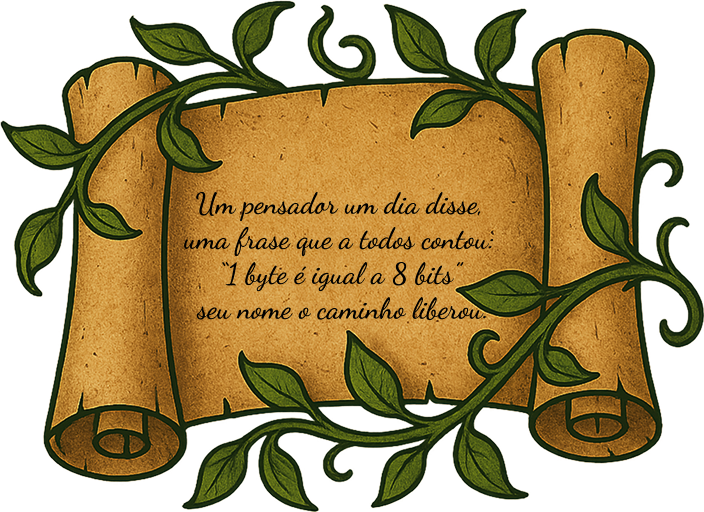 Um pensador um dia disse,
uma frase que a todos contou:
"1 byte é igual a 8 bits"
seu nome o caminho liberou.